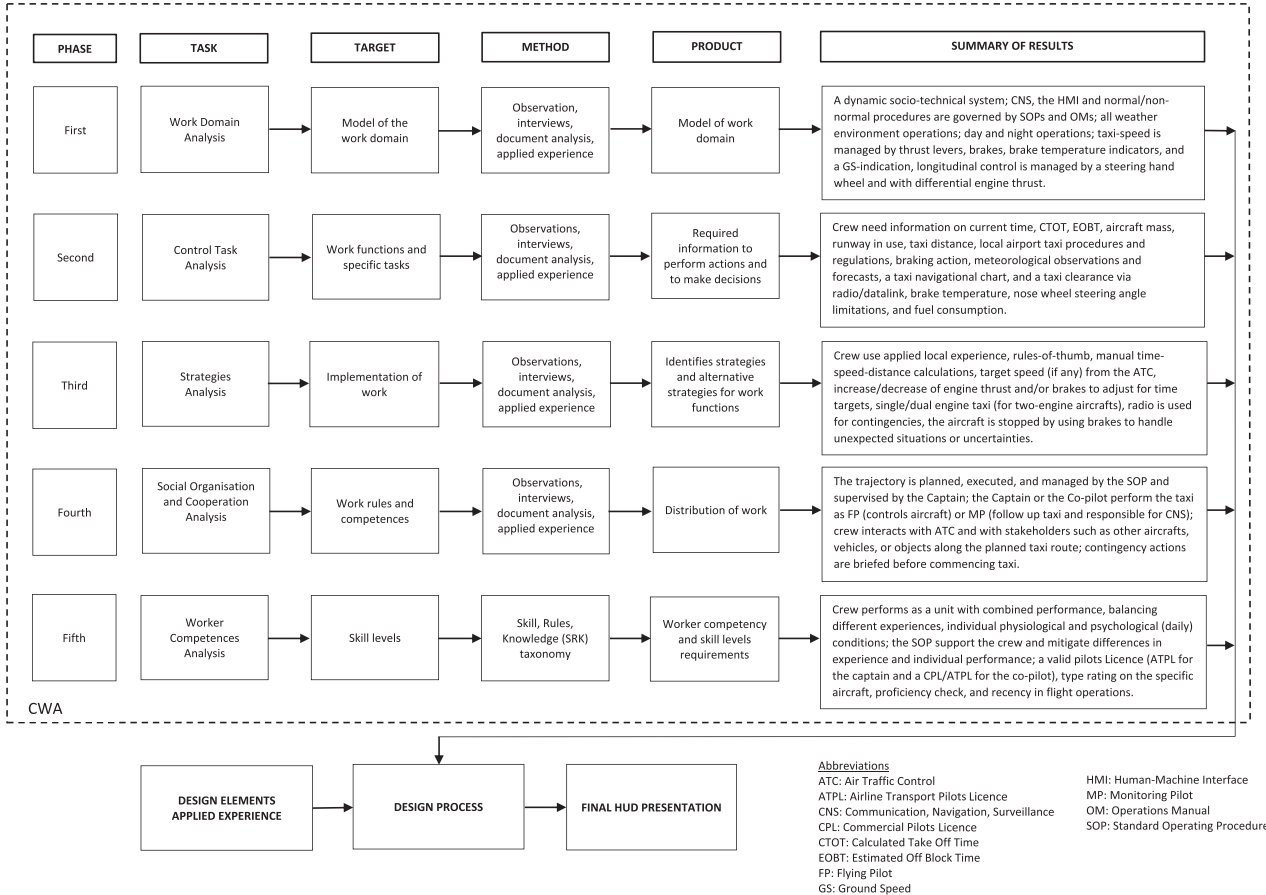 PHASE
TASK
TARGET
METHOD
PRODUCT
SUMMARY OF RESULTS
First
Work Domain
Analysis
Model of the
work domain
Observation,
interviews,
document analysis,
applied experience
Model of work
domain
A dynamic socio-technical system; CNS, the HMI and normal/non-
normal procedures are governed by SOPs and OMs; all weather
environment operations; day and night operations; taxi-speed is
managed by thrust levers, brakes, brake temperature indicators, and
a GS-indication, longitudinal control is managed by a steering hand
wheel and with differential engine thrust.
Second
Control Task
Analysis
Work functions and
specific tasks
Observations,
interviews,
document analysis,
applied experience
Required
information to
perform actions and
to make decisions
Crew need information on current time, CTOT, EOBT, aircraft mass,
runway in use, taxi distance, local airport taxi procedures and
regulations, braking action, meteorological observations and
forecasts, a taxi navigational chart, and a taxi clearance via
radio/datalink, brake temperature, nose wheel steering angle
limitations, and fuel consumption.
Third
Strategies
Analysis
Implementation of
work
Observations,
interviews,
document analysis,
applied experience
Identifies strategies
and alternative
strategies for work
functions
Crew use applied local experience, rules-of-thumb, manual time-
speed-distance calculations, target speed (if any) from the ATC,
increase/decrease of engine thrust and/or brakes to adjust for time
targets, single/dual engine taxi (for two-engine aircrafts), radio is used
for contingencies, the aircraft is stopped by using brakes to handle
unexpected situations or uncertainties.
Fourth
Social Organisation
and Cooperation
Analysis
Work rules and
competences
Observations,
interviews,
document analysis,
applied experience
Distribution of work
The trajectory is planned, executed, and managed by the SOP and
supervised by the Captain; the Captain or the Co-pilot perform the taxi
as FP (controls aircraft) or MP (follow up taxi and responsible for CNS);
crew interacts with ATC and with stakeholders such as other aircrafts,
vehicles, or objects along the planned taxi route; contingency actions
are briefed before commencing taxi.
Fifth
Worker
Competences
Analysis
Skill levels
Skill, Rules,
Knowledge (SRK)
taxonomy
Worker competency
and skill levels
requirements
Crew performs as a unit with combined performance, balancing
different experiences, individual physiological and psychological (daily)
conditions; the SOP support the crew and mitigate differences in
experience and individual performance; a valid pilots Licence (ATPL for
the captain and a CPL/ATPL for the co-pilot), type rating on the specific
aircraft, proficiency check, and recency in flight operations.
CWA
DESIGN ELEMENTS
APPLIED EXPERIENCE
DESIGN PROCESS
FINAL HUD PRESENTATION
Abbreviations
ATC: Air Traffic Control
ATPL: Airline Transport Pilots Licence
CNS: Communication, Navigation, Surveillance
CPL: Commercial Pilots Licence
CTOT: Calculated Take Off Time
EOBT: Estimated Off Block Time
FP: Flying Pilot
GS: Ground Speed
HMI: Human-Machine Interface
MP: Monitoring Pilot
OM: Operations Manual
SOP: Standard Operating Procedure